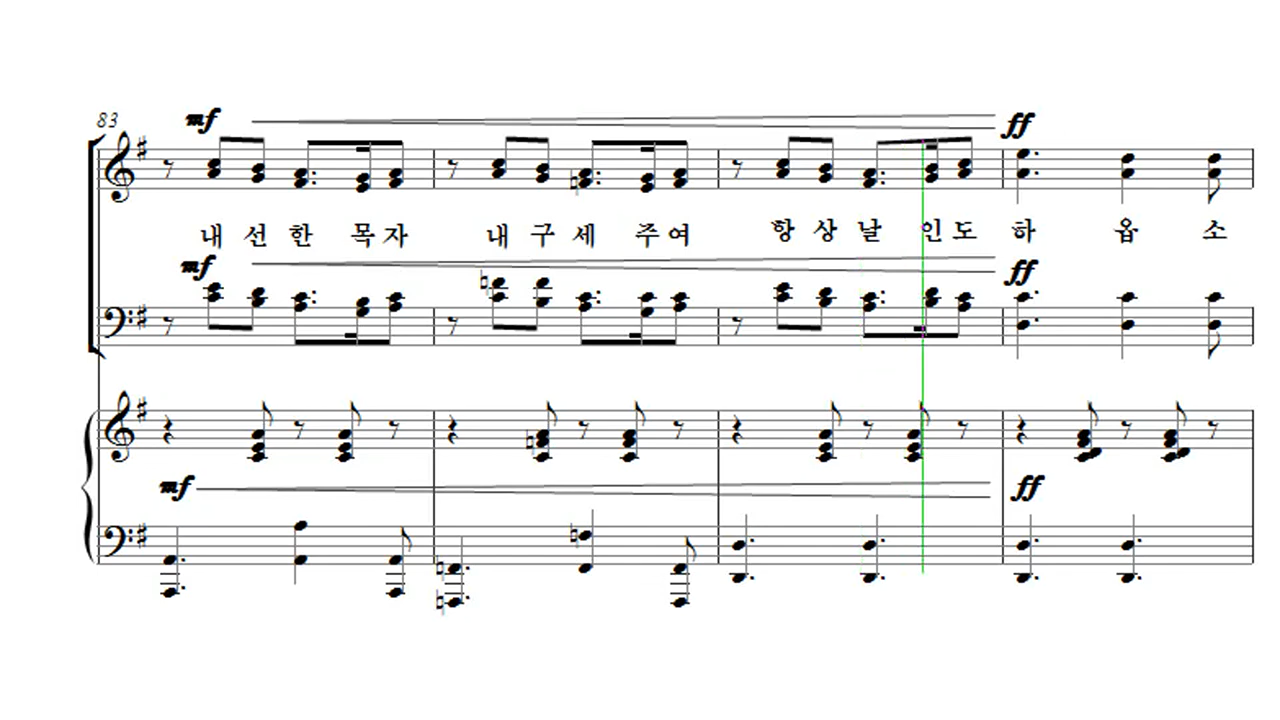 83
mf ff
내 선 한 목 자 내 구 세 주 여 항 상 날 인 도 하 옵 소
mf ff
mf ff